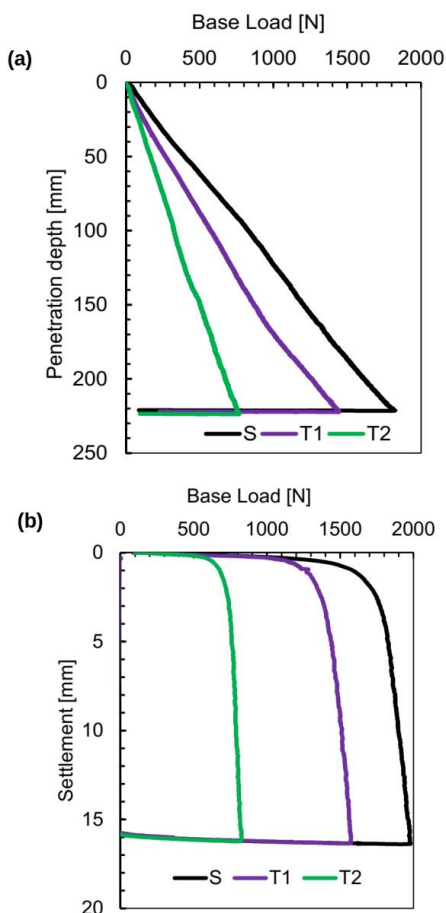 Base Load [N]
(a)
0 500 1000 1500 2000
0
50
100
150
200
250
Penetration depth [mm]
S T1 T2
Base Load [N]
(b)
0 500 1000 1500 2000
0
5
10
15
20
Settlement [mm]
S T1 T2